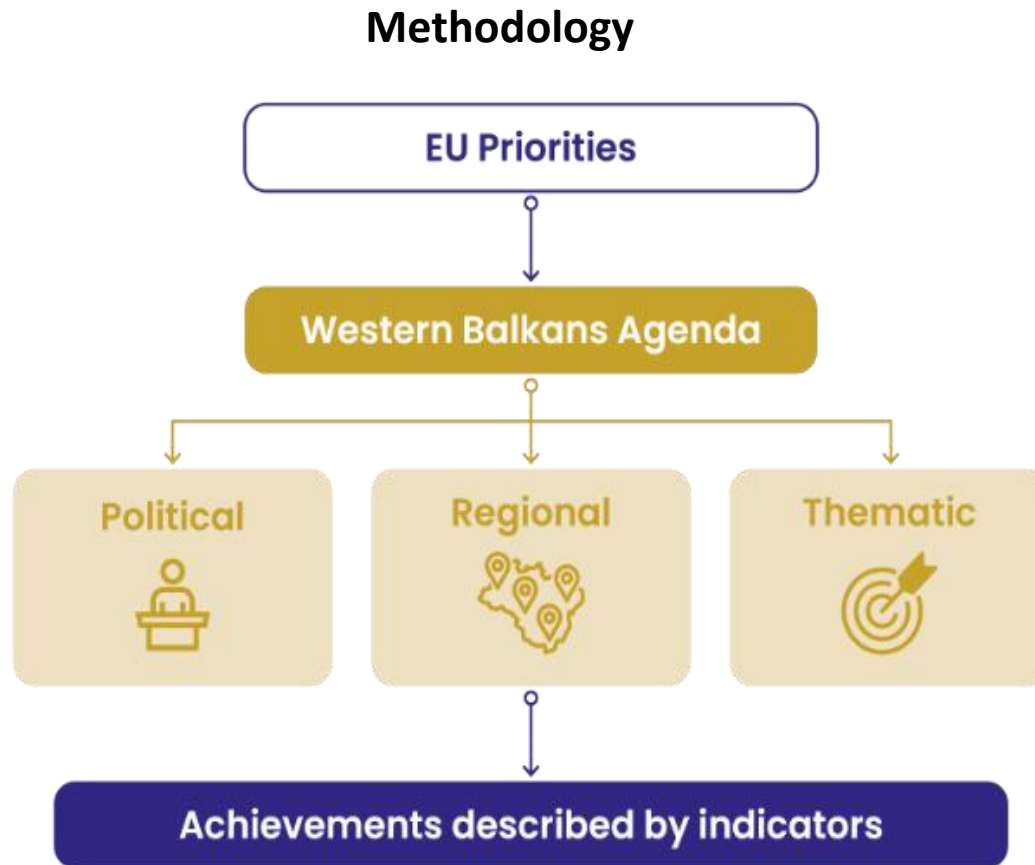 Methodology
EU Priorities
Western Balkans Agenda
Political
Regional
Thematic
Achievements described by indicators